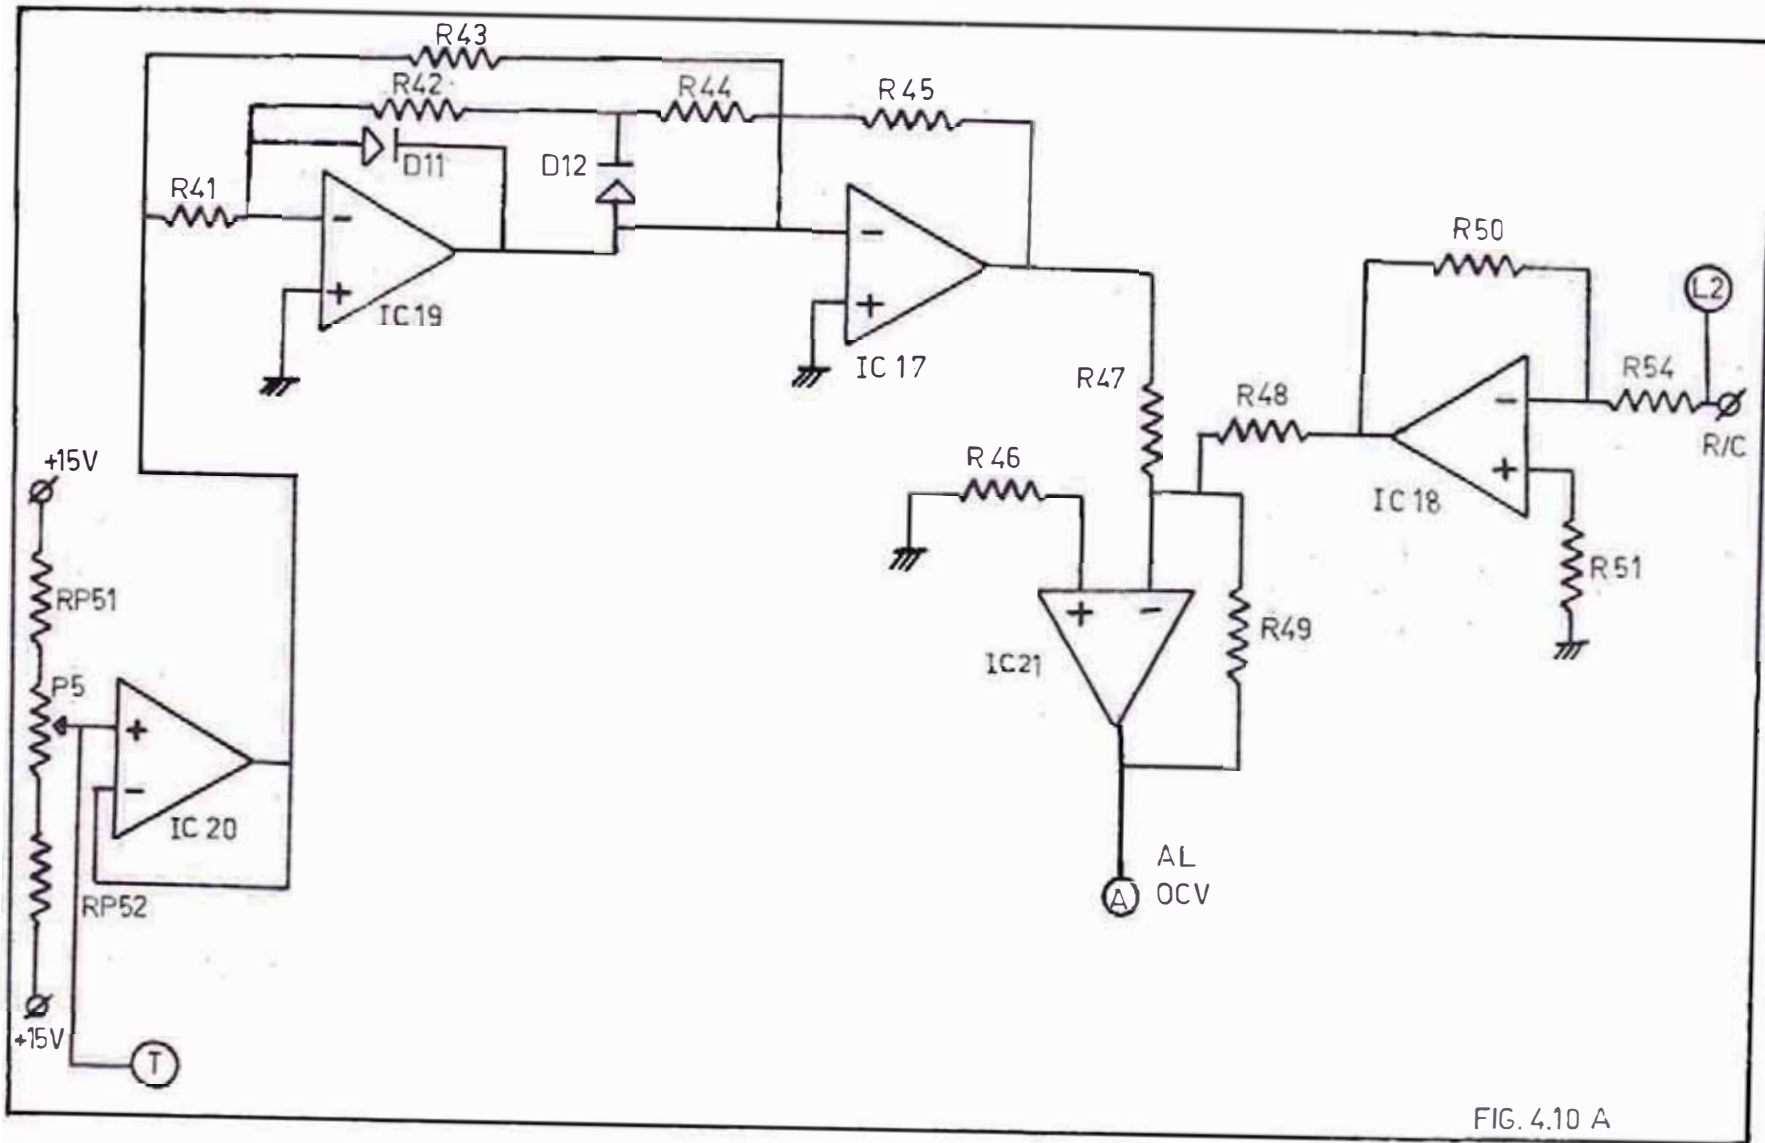 R43
R42
R44
R45
D11
D12
R41
-
+
IC19
-
+
IC 17
R50
L2
R47
R48
R54
-
R/C
+
IC 18
R 46
+15V
R51
RP51
+
-
R49
IC21
P5
+
-
IC 20
AL
A
OCV
RP52
+15V
T
FIG. 4.10 A